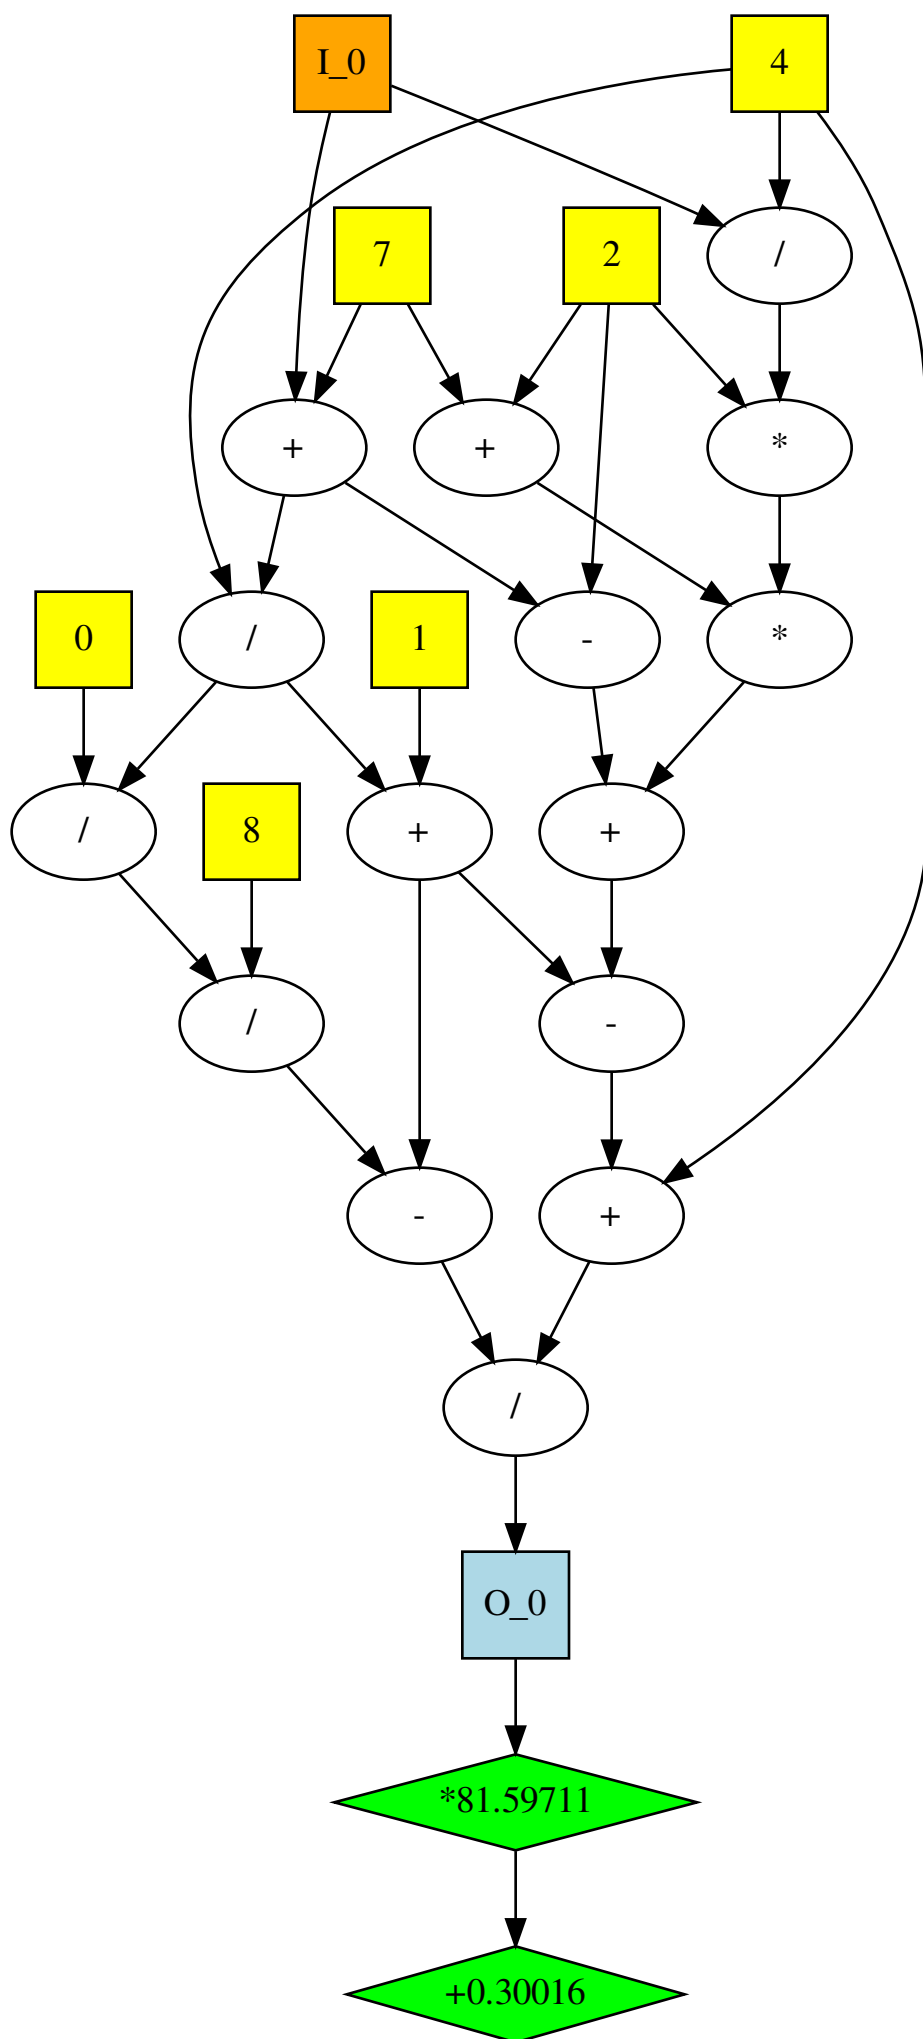 I_0 4
7 2 /
+ + *
0 / 1 - *
/ 8 + +
/ -
- +
/
O_0
*81.59711
+0.30016